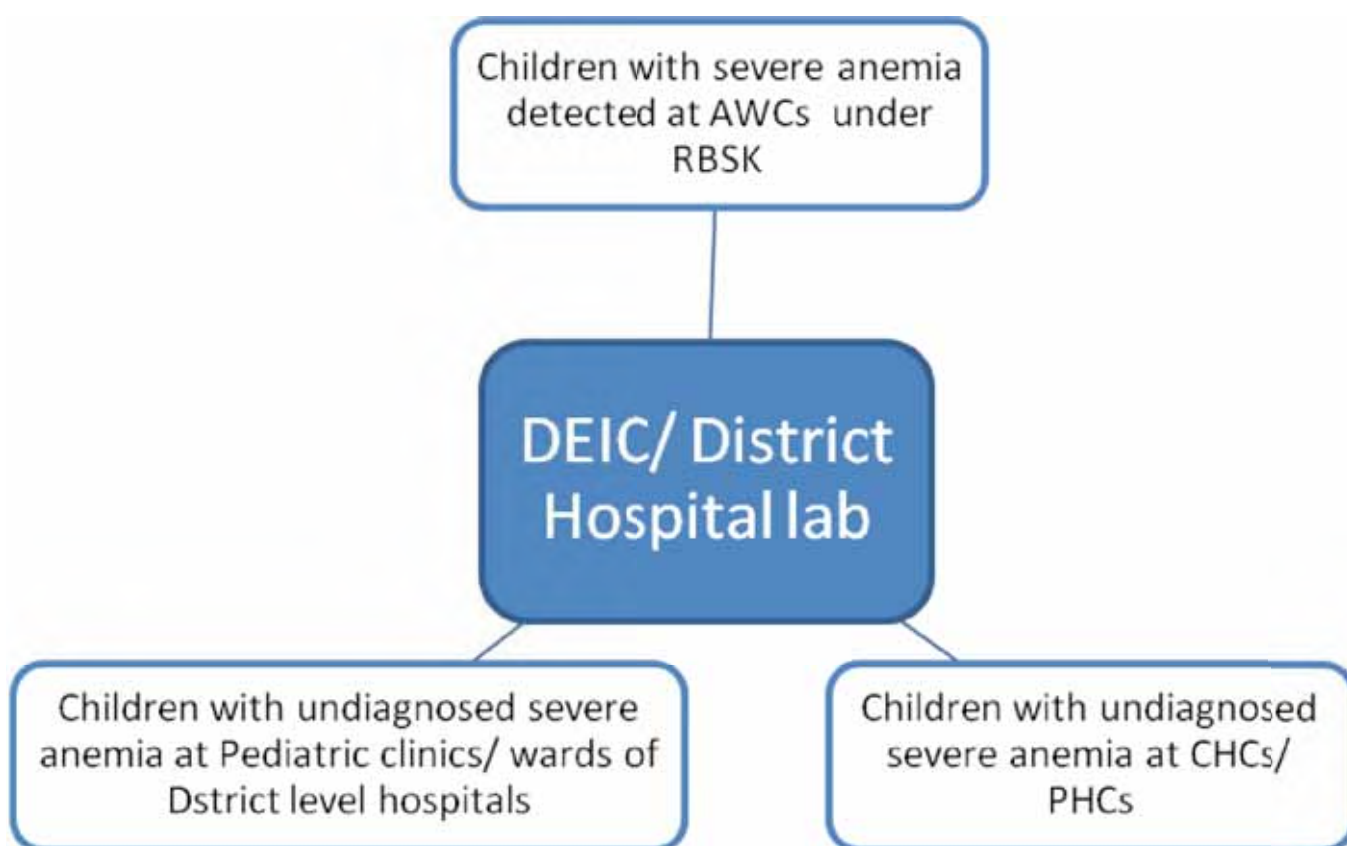 Children with severe anemia
detected at AWCs under
RBSK
DEIC/ District
Hospital lab
Children with undiagnosed severe
anemia at Pediatric clinics/ wards of
Dstrict level hospitals
Children with undiagnosed
severe anemia at CHCs/
PHCs